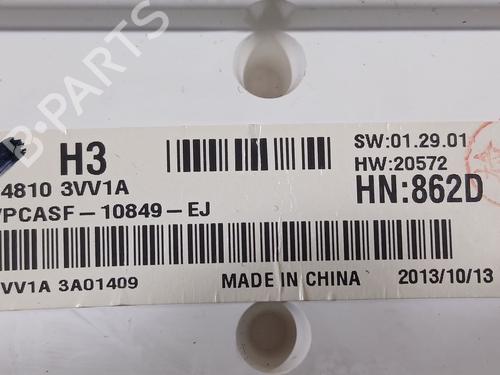 B-PARTS
H3
4810 3VV1A
VPCASF-10849-EJ
VV1A 3A01409
MADE IN CHINA
SW:01.29.01
HW:20572
HN:862D
2013/10/13